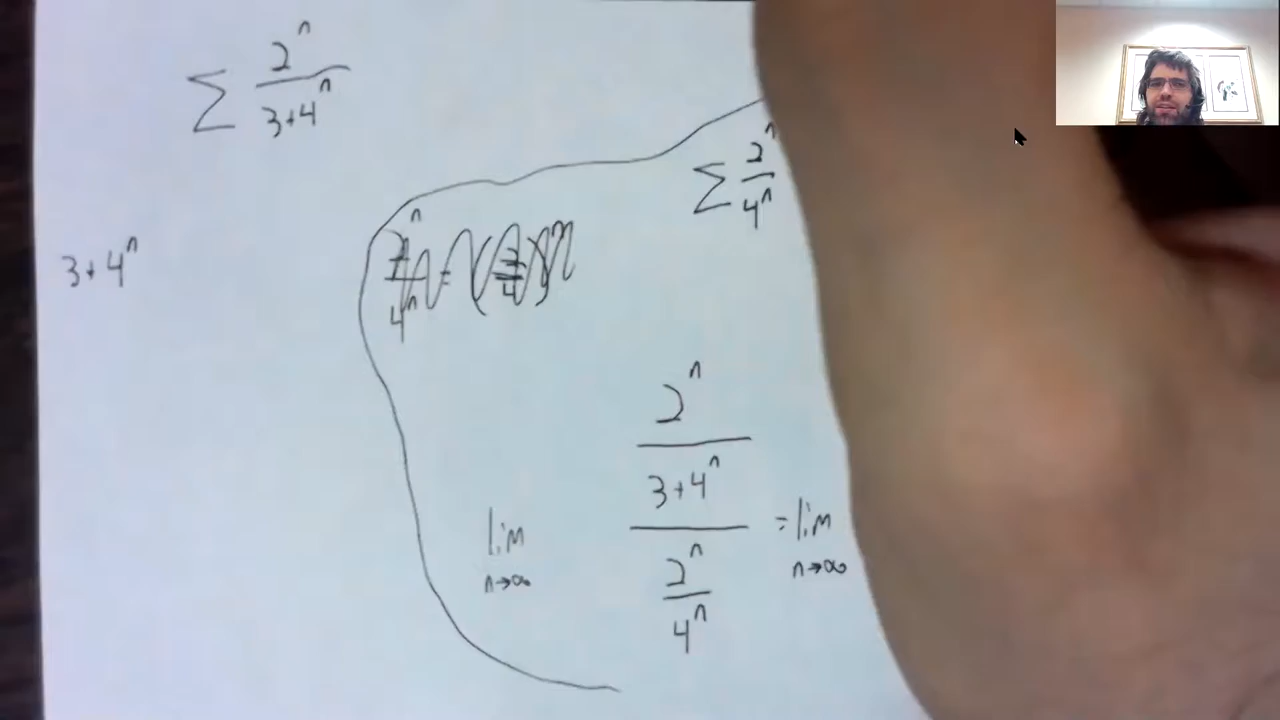 ∑ 2^n / (3+4^n)
∑ 2^n / 4^n
3+4^n
lim n→∞ (2^n / (3+4^n)) / (2^n / 4^n) = lim n→∞